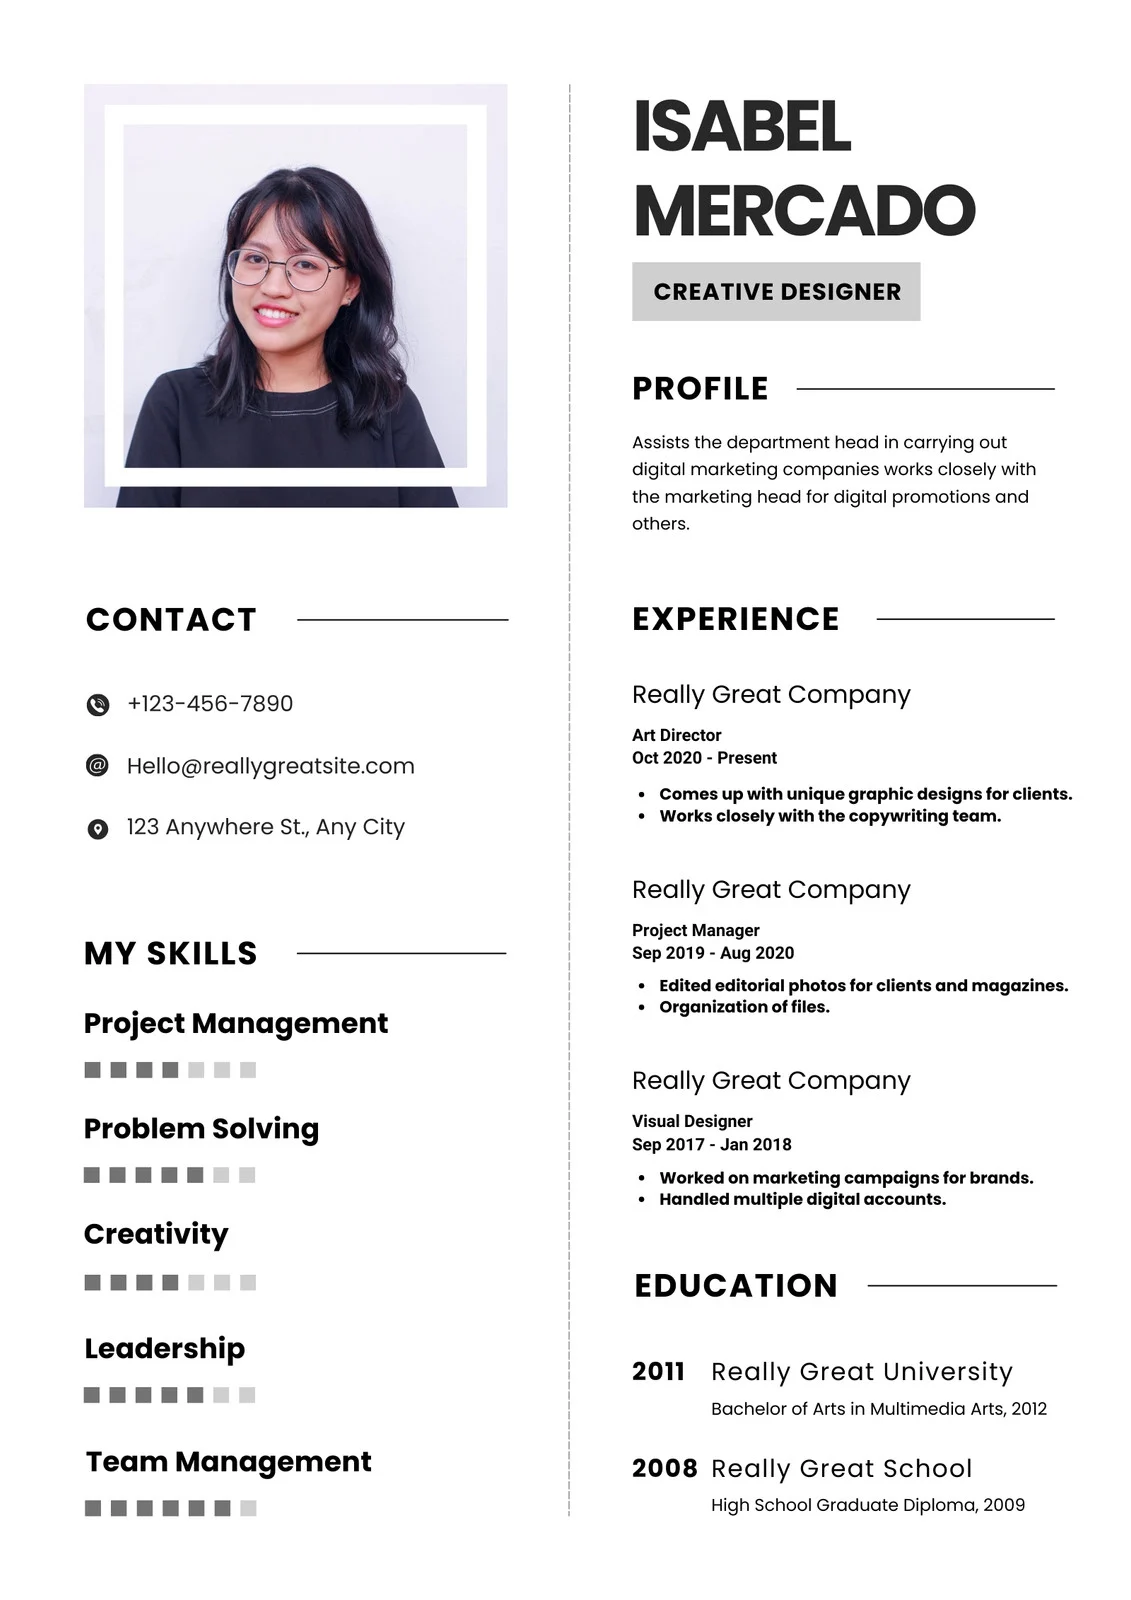 ISABEL
MERCADO
CREATIVE DESIGNER
PROFILE
Assists the department head in carrying out
digital marketing companies works closely with
the marketing head for digital promotions and
others.
CONTACT
+123-456-7890
Hello@reallygreatsite.com
123 Anywhere St., Any City
MY SKILLS
Project Management
Problem Solving
Creativity
Leadership
Team Management
EXPERIENCE
Really Great Company
Art Director
Oct 2020 - Present
• Comes up with unique graphic designs for clients.
• Works closely with the copywriting team.
Really Great Company
Project Manager
Sep 2019 - Aug 2020
• Edited editorial photos for clients and magazines.
• Organization of files.
Really Great Company
Visual Designer
Sep 2017 - Jan 2018
• Worked on marketing campaigns for brands.
• Handled multiple digital accounts.
EDUCATION
2011 Really Great University
Bachelor of Arts in Multimedia Arts, 2012
2008 Really Great School
High School Graduate Diploma, 2009